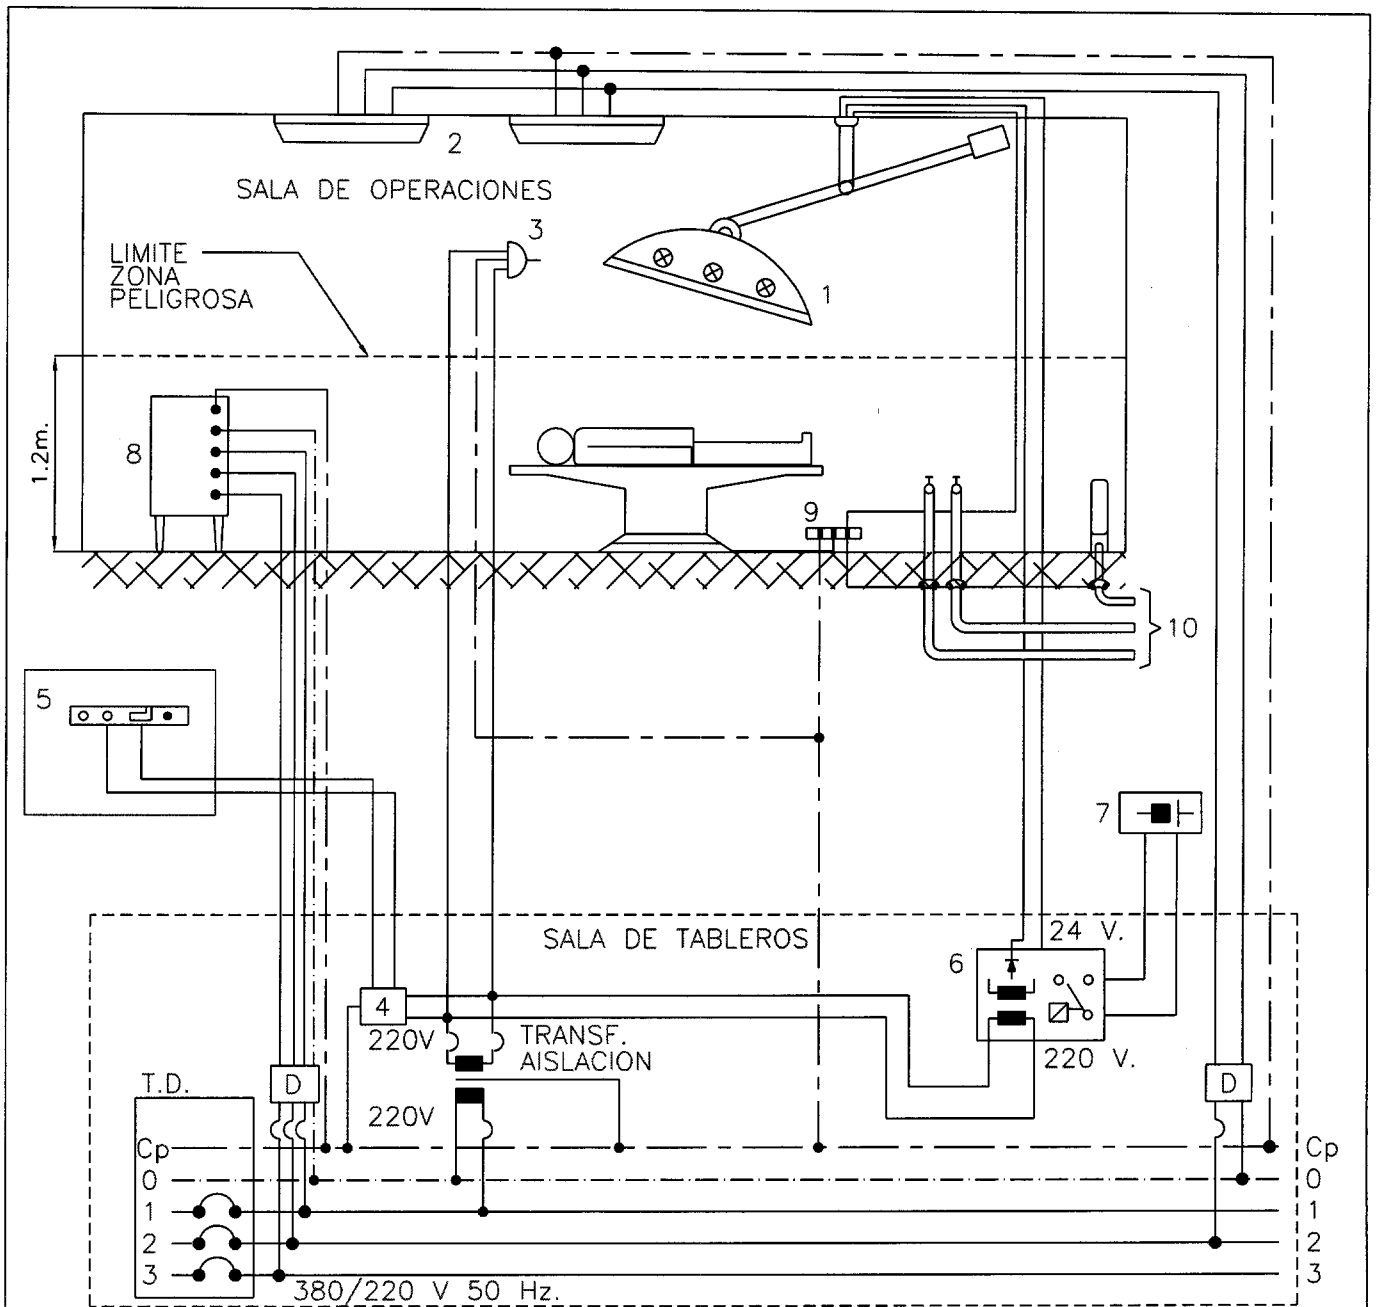 2
SALA DE OPERACIONES
3
LIMITE
ZONA
PELIGROSA
1
1.2m.
8
9
10
5
7
SALA DE TABLEROS
24 V.
6
4
220V
TRANSF.
AISLACION
220 V.
T.D.
D
D
220V
Cp
Cp
0
0
1
1
2
2
3
3
380/220 V 50 Hz.